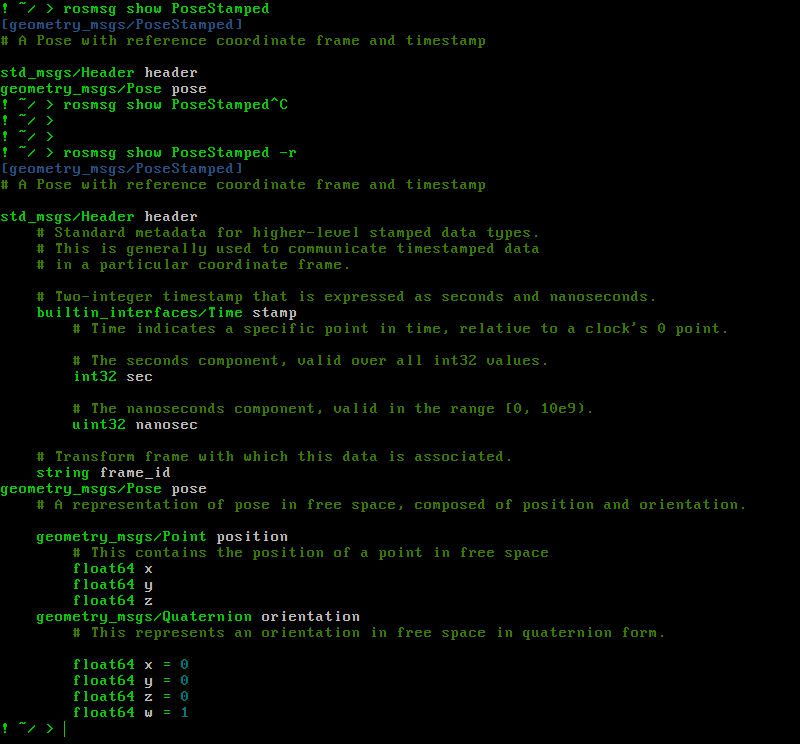 ! ~/ > rosmsg show PoseStamped
[geometry_msgs/PoseStamped]
# A Pose with reference coordinate frame and timestamp
std_msgs/Header header
geometry_msgs/Pose pose
! ~/ > rosmsg show PoseStamped^C
! ~/ >
! ~/ >
! ~/ > rosmsg show PoseStamped -r
[geometry_msgs/PoseStamped]
# A Pose with reference coordinate frame and timestamp
std_msgs/Header header
# Standard metadata for higher-level stamped data types.
# This is generally used to communicate timestamped data
# in a particular coordinate frame.
# Two-integer timestamp that is expressed as seconds and nanoseconds.
builtin_interfaces/Time stamp
# Time indicates a specific point in time, relative to a clock's 0 point.
# The seconds component, valid over all int32 values.
int32 sec
# The nanoseconds component, valid in the range [0, 10e9).
uint32 nanosec
# Transform frame with which this data is associated.
string frame_id
geometry_msgs/Pose pose
# A representation of pose in free space, composed of position and orientation.
geometry_msgs/Point position
# This contains the position of a point in free space
float64 x
float64 y
float64 z
geometry_msgs/Quaternion orientation
# This represents an orientation in free space in quaternion form.
float64 x = 0
float64 y = 0
float64 z = 0
float64 w = 1
! ~/ >